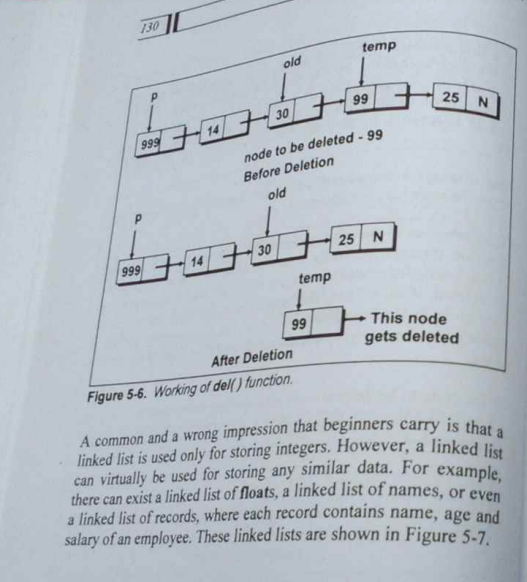 130
old
temp
p
999 14 30 99 25 N
node to be deleted - 99
Before Deletion
old
p
999 14 30 25 N
temp
99 This node
gets deleted
After Deletion
Figure 5-6. Working of del( ) function.
A common and a wrong impression that beginners carry is that a
linked list is used only for storing integers. However, a linked list
can virtually be used for storing any similar data. For example,
there can exist a linked list of floats, a linked list of names, or even
a linked list of records, where each record contains name, age and
salary of an employee. These linked lists are shown in Figure 5-7.